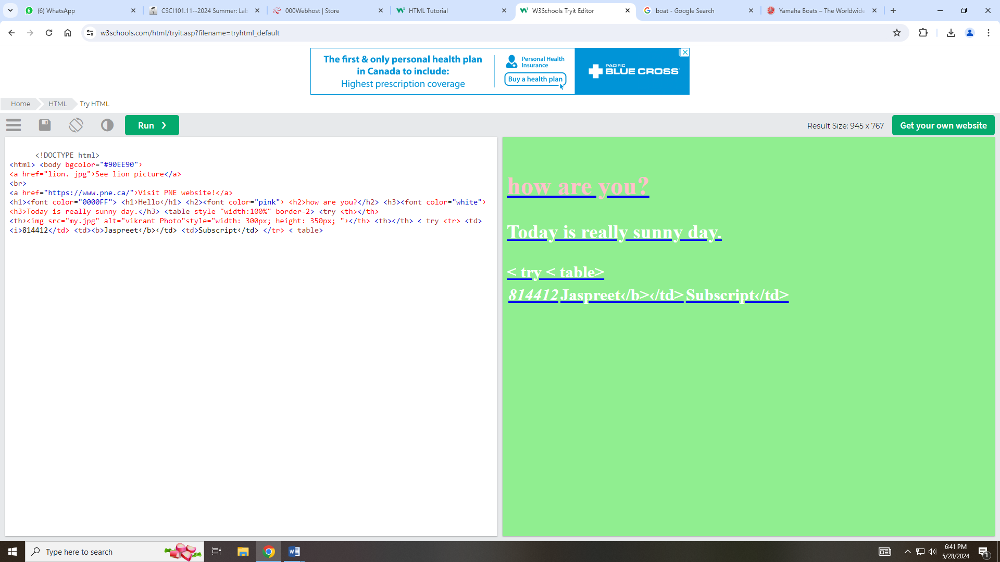 (6) WhatsApp
CSCI101.11--2024 Summer: Lab
000Webhost | Store
HTML Tutorial
W3Schools Tryit Editor
boat - Google Search
Yamaha Boats – The Worldwide
w3schools.com/html/tryit.asp?filename=tryhtml_default
The first & only personal health plan
in Canada to include:
Highest prescription coverage
Personal Health
Insurance
Buy a health plan
PACIFIC
BLUE CROSS
Home
HTML
Try HTML
Run ❯
Result Size: 945 x 767
Get your own website
<!DOCTYPE html>
<htm1> <body bgcolor="#90EE90"›
<a href="lion. jpg"›See lion picture</a>
<br>
<a href="https://www.pne.ca/"›Visit PNE website!</a>
<h1><font color="0000FF"> <h1›Hello‹/h1> <h2><font color="pink"› <h2›how are you?</h2> <h3><font color="white"›
<h3›Today is really sunny day.</h3> <table style "width:100%" border-2> <try <th></th>
<th›<img src="my.jpg" alt="vikrant Photo"style="width: 300px; height: 350px; "›</th> <th></th> < try <tr> <td>
<i>814412</td> <td><b>Jaspreet‹/b>‹/td> <td>Subscript‹/td> </tr> < table>
how are you?
Today is really sunny day.
< try < table>
814412 Jaspreet‹/b>‹/td> Subscript‹/td>
Type here to search
6:41 PM
5/28/2024
1